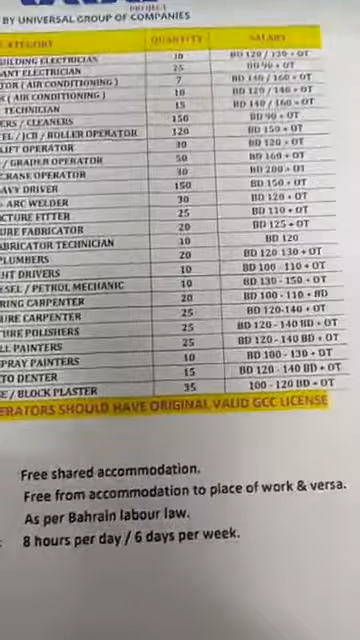 PROJECT
BY UNIVERSAL GROUP OF COMPANIES
CATEGORY QUANTITY SALARY
BUILDING ELECTRICIAN 10 BD 120 / 130 + OT
ANT ELECTRICIAN 25 BD 90 + OT
TOR ( AIR CONDITIONING ) 7 BD 140 / 160 + OT
R ( AIR CONDITIONING ) 10 BD 120 / 140 + OT
TECHNICIAN 15 BD 140 / 160 + OT
ERS / CLEANERS 150 BD 90 + OT
EL / JCB / ROLLER OPERATOR 120 BD 150 + OT
LIFT OPERATOR 30 BD 120 + OT
/ GRADER OPERATOR 50 BD 160 + OT
CRANE OPERATOR 30 BD 200 + OT
AVY DRIVER 150 BD 150 + OT
ARC WELDER 30 BD 120 + OT
CTURE FITTER 25 BD 110 + OT
URE FABRICATOR 20 BD 125 + OT
ABRICATOR TECHNICIAN 10 BD 120
PLUMBERS 20 BD 120 130 + OT
HT DRIVERS 10 BD 100 - 110 + OT
ESEL / PETROL MECHANIC 10 BD 130 - 150 + OT
RING CARPENTER 20 BD 100 - 110 + BD
URE CARPENTER 25 BD 120-140 + OT
TURE POLISHERS 25 BD 120 - 140 BD + OT
LL PAINTERS 25 BD 120 - 140 BD + OT
PRAY PAINTERS 10 BD 100 - 130 + OT
TO DENTER 15 BD 120 - 140 BD + OT
E / BLOCK PLASTER 35 100 - 120 BD + OT
ERATORS SHOULD HAVE ORIGINAL VALID GCC LICENSE
Free shared accommodation.
Free from accommodation to place of work & versa.
As per Bahrain labour law.
: 8 hours per day / 6 days per week.